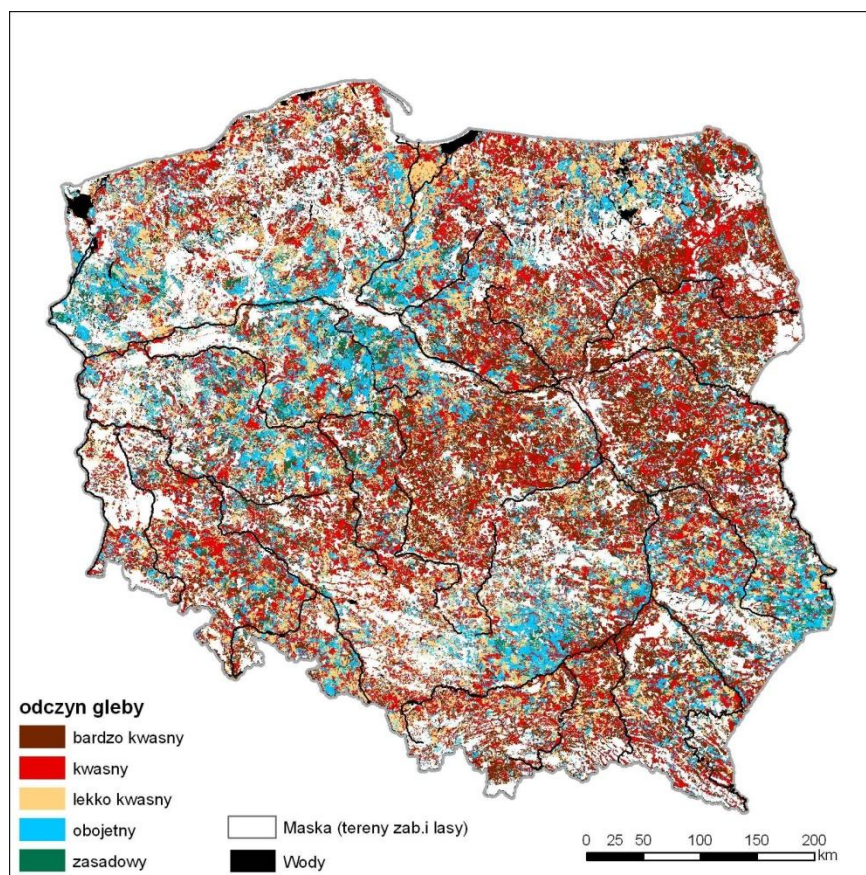 odczyn gleby
bardzo kwasny
kwasny
lekko kwasny
obojetny
zasadowy
Maska (tereny zab.i lasy)
Wody
0 25 50 100 150 200
km